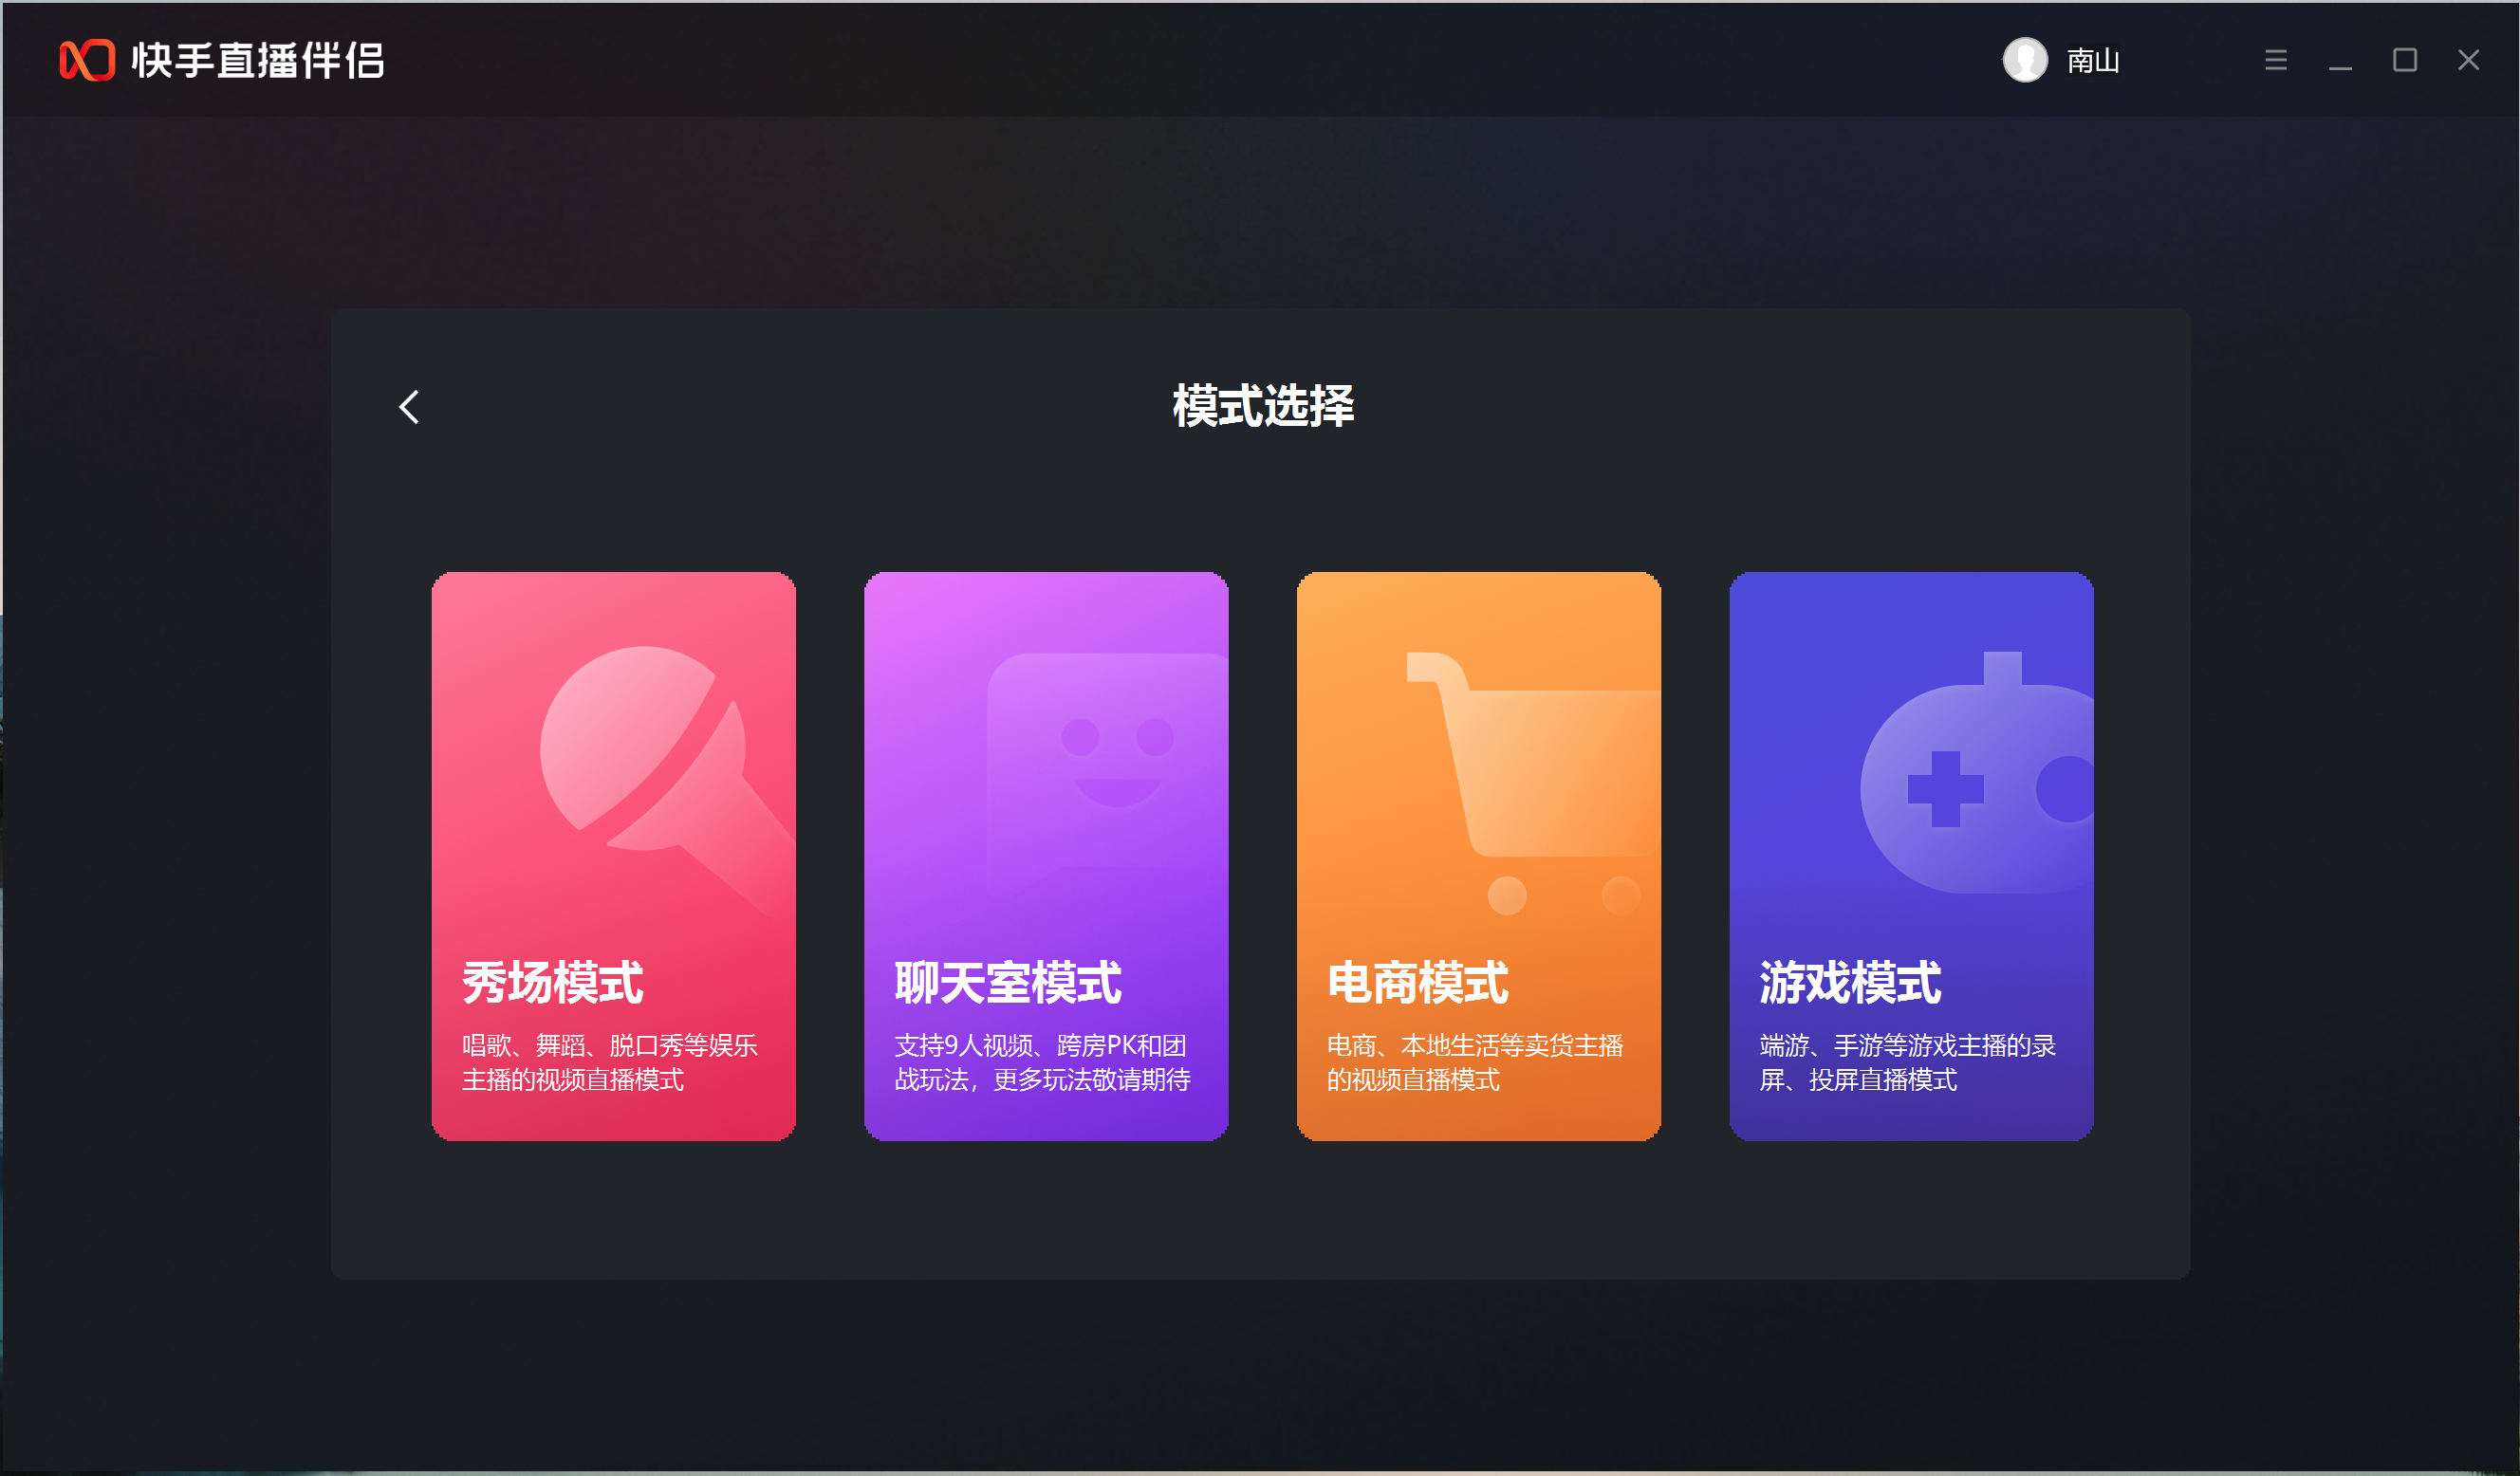 快手直播伴侣
南山
模式选择
秀场模式
唱歌、舞蹈、脱口秀等娱乐
主播的视频直播模式
聊天室模式
支持9人视频、跨房PK和团
战玩法，更多玩法敬请期待
电商模式
电商、本地生活等卖货主播
的视频直播模式
游戏模式
端游、手游等游戏主播的录
屏、投屏直播模式